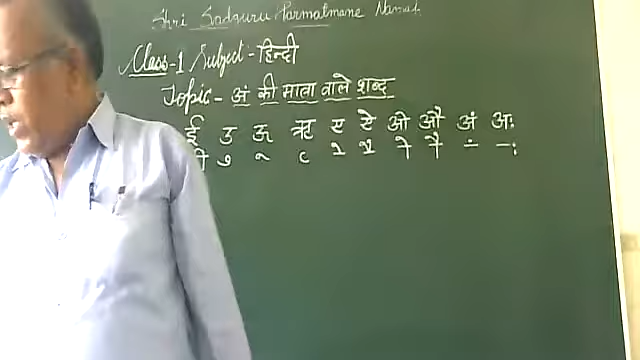 Shri Sadguru Parmatmane Namah
Class-1 Subject-हिन्दी
Topic- अं की मात्रा वाले शब्द
ई उ ऊ ऋ ए ऐ ओ औ अं अः
ी ु ू ृ े ै ो ौ ं ः